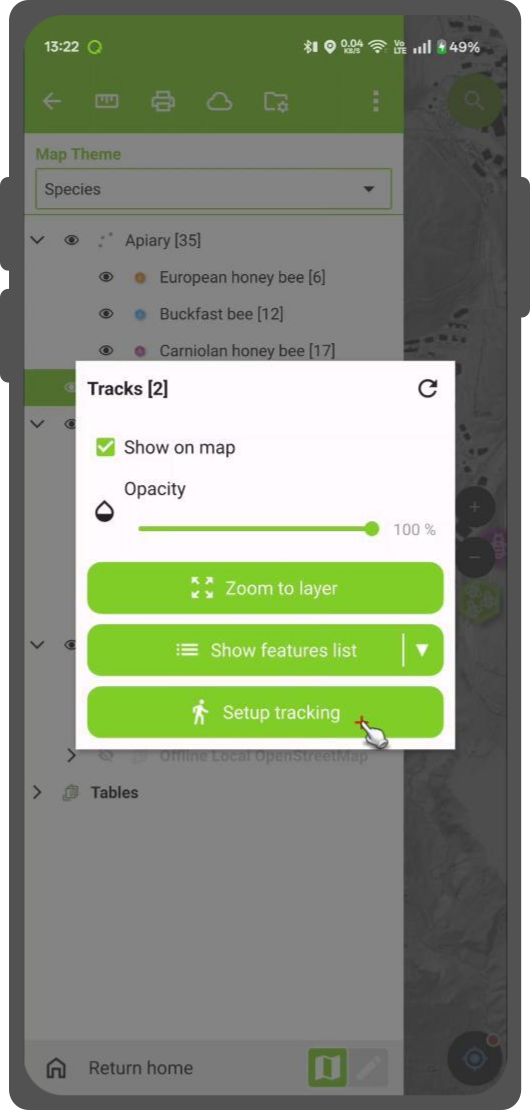 13:22
0.04
KB/S
Vo
LTE
49%
Map Theme
Species
Apiary [35]
European honey bee [6]
Buckfast bee [12]
Carniolan honey bee [17]
Tracks [2]
Show on map
Opacity
100 %
Zoom to layer
Show features list
Setup tracking
Offline Local OpenStreetMap
Tables
Return home